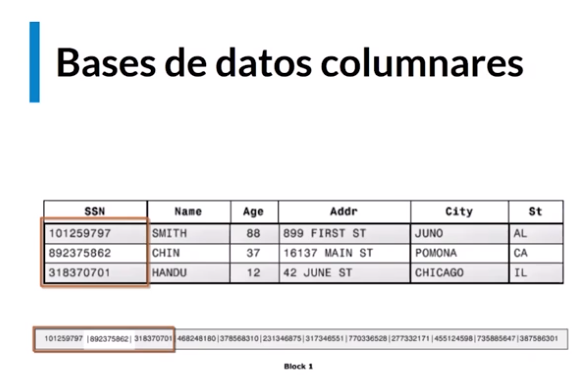 Bases de datos columnares
SSN Name Age Addr City St
101259797 SMITH 88 899 FIRST ST JUNO AL
892375862 CHIN 37 16137 MAIN ST POMONA CA
318370701 HANDU 12 42 JUNE ST CHICAGO IL
101259797 |892375862| 318370701|468248180|378568310|231346875|317346551|770336528|277332171|455124598|735885647|387586301
Block 1